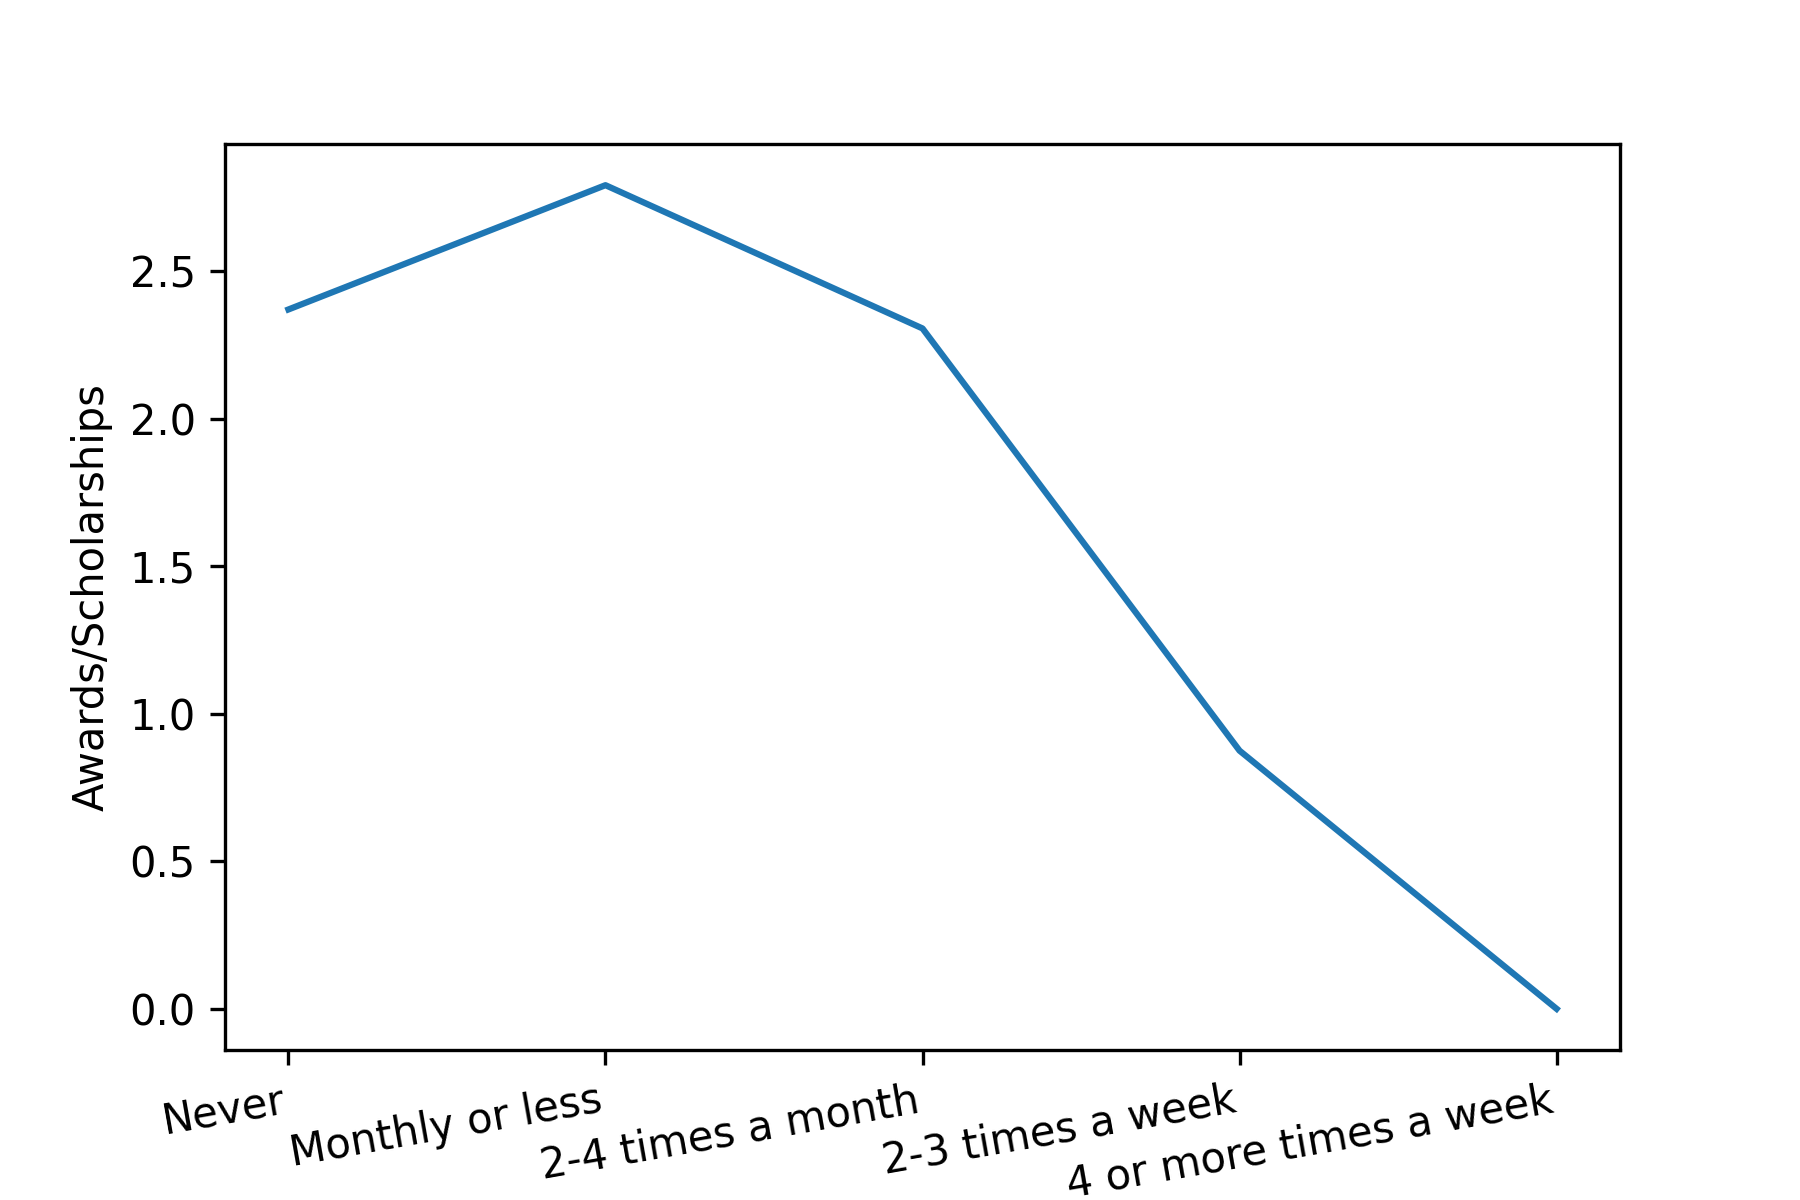 Awards/Scholarships
2.5
2.0
1.5
1.0
0.5
0.0
Never
Monthly or less
2-4 times a month
2-3 times a week
4 or more times a week